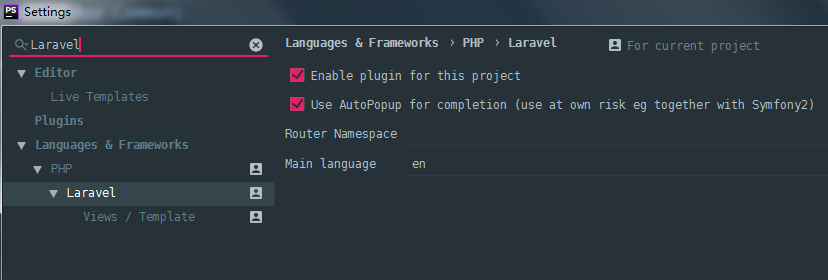 PS
Settings
Laravel
Editor
Live Templates
Plugins
Languages & Frameworks
PHP
Laravel
Views / Template
Languages & Frameworks › PHP › Laravel
For current project
Enable plugin for this project
Use AutoPopup for completion (use at own risk eg together with Symfony2)
Router Namespace
Main language en